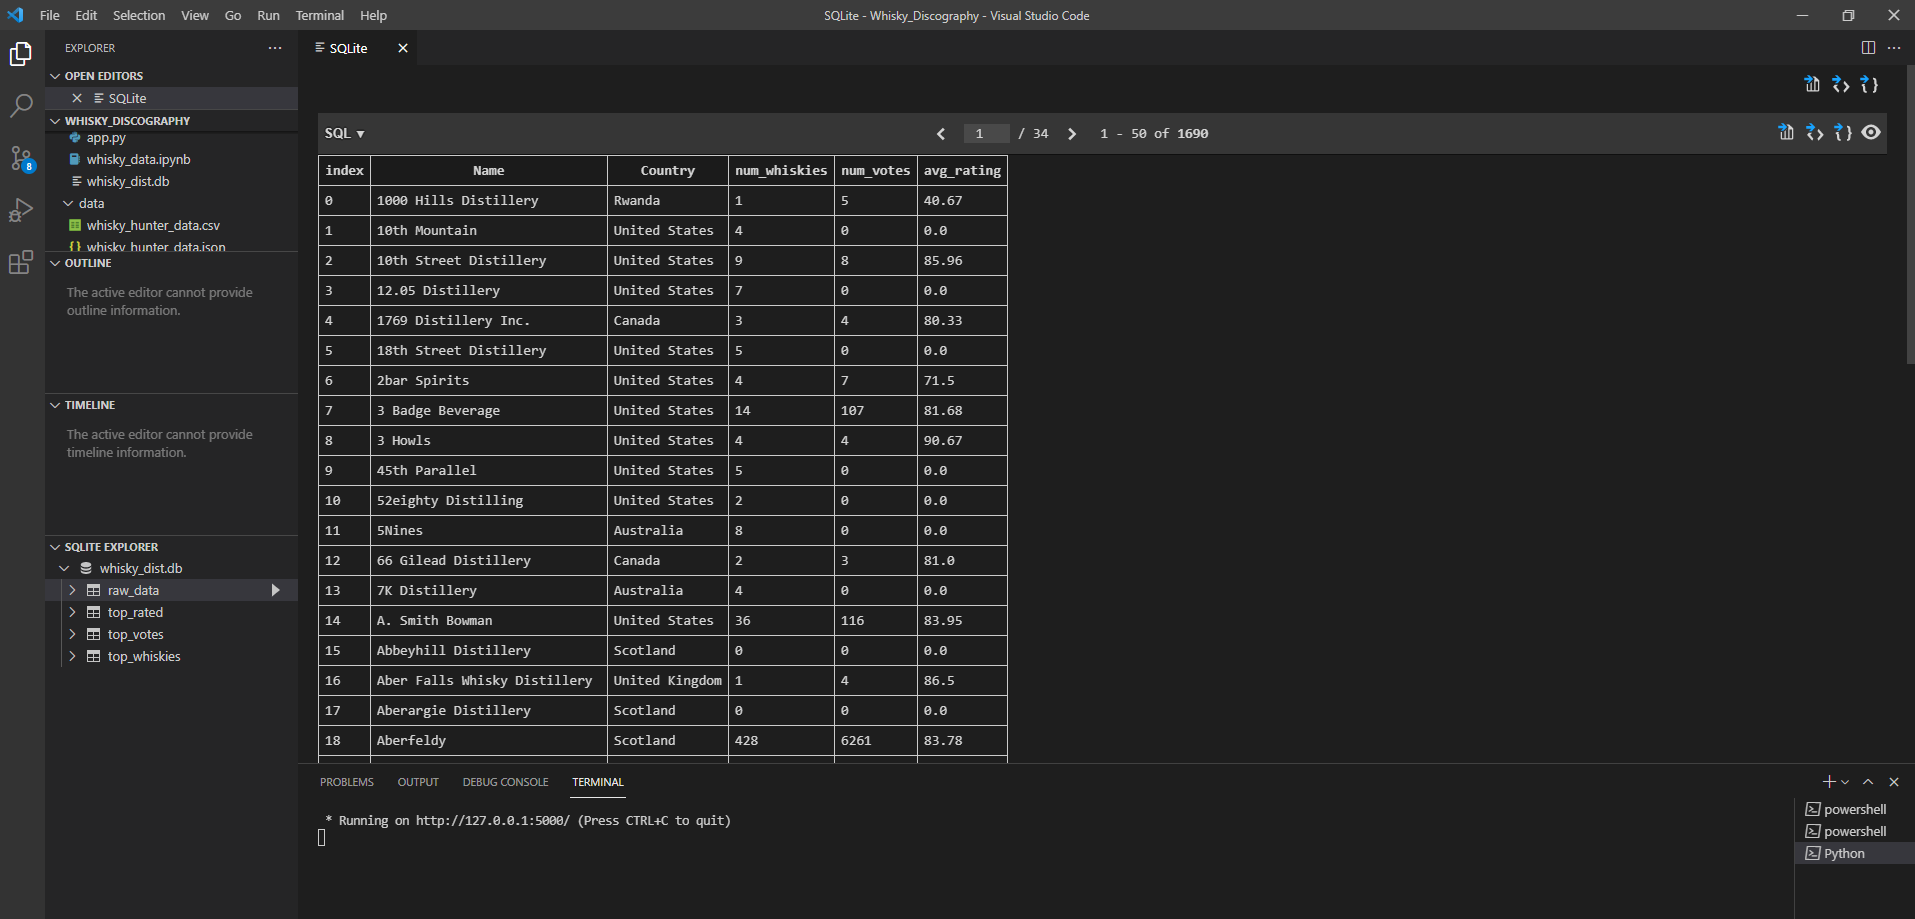 File Edit Selection View Go Run Terminal Help
SQLite - Whisky_Discography - Visual Studio Code
EXPLORER
OPEN EDITORS
SQLite
WHISKY_DISCOGRAPHY
app.py
whisky_data.ipynb
whisky_dist.db
data
whisky_hunter_data.csv
whisky_hunter_data.json
OUTLINE
The active editor cannot provide
outline information.
TIMELINE
The active editor cannot provide
timeline information.
SQLITE EXPLORER
whisky_dist.db
raw_data
top_rated
top_votes
top_whiskies
8
SQLite
SQL 1 / 34 1 - 50 of 1690
index Name Country num_whiskies num_votes avg_rating
0 1000 Hills Distillery Rwanda 1 5 40.67
1 10th Mountain United States 4 0 0.0
2 10th Street Distillery United States 9 8 85.96
3 12.05 Distillery United States 7 0 0.0
4 1769 Distillery Inc. Canada 3 4 80.33
5 18th Street Distillery United States 5 0 0.0
6 2bar Spirits United States 4 7 71.5
7 3 Badge Beverage United States 14 107 81.68
8 3 Howls United States 4 4 90.67
9 45th Parallel United States 5 0 0.0
10 52eighty Distilling United States 2 0 0.0
11 5Nines Australia 8 0 0.0
12 66 Gilead Distillery Canada 2 3 81.0
13 7K Distillery Australia 4 0 0.0
14 A. Smith Bowman United States 36 116 83.95
15 Abbeyhill Distillery Scotland 0 0 0.0
16 Aber Falls Whisky Distillery United Kingdom 1 4 86.5
17 Aberargie Distillery Scotland 0 0 0.0
18 Aberfeldy Scotland 428 6261 83.78
PROBLEMS OUTPUT DEBUG CONSOLE TERMINAL
* Running on http://127.0.0.1:5000/ (Press CTRL+C to quit)
powershell
powershell
Python